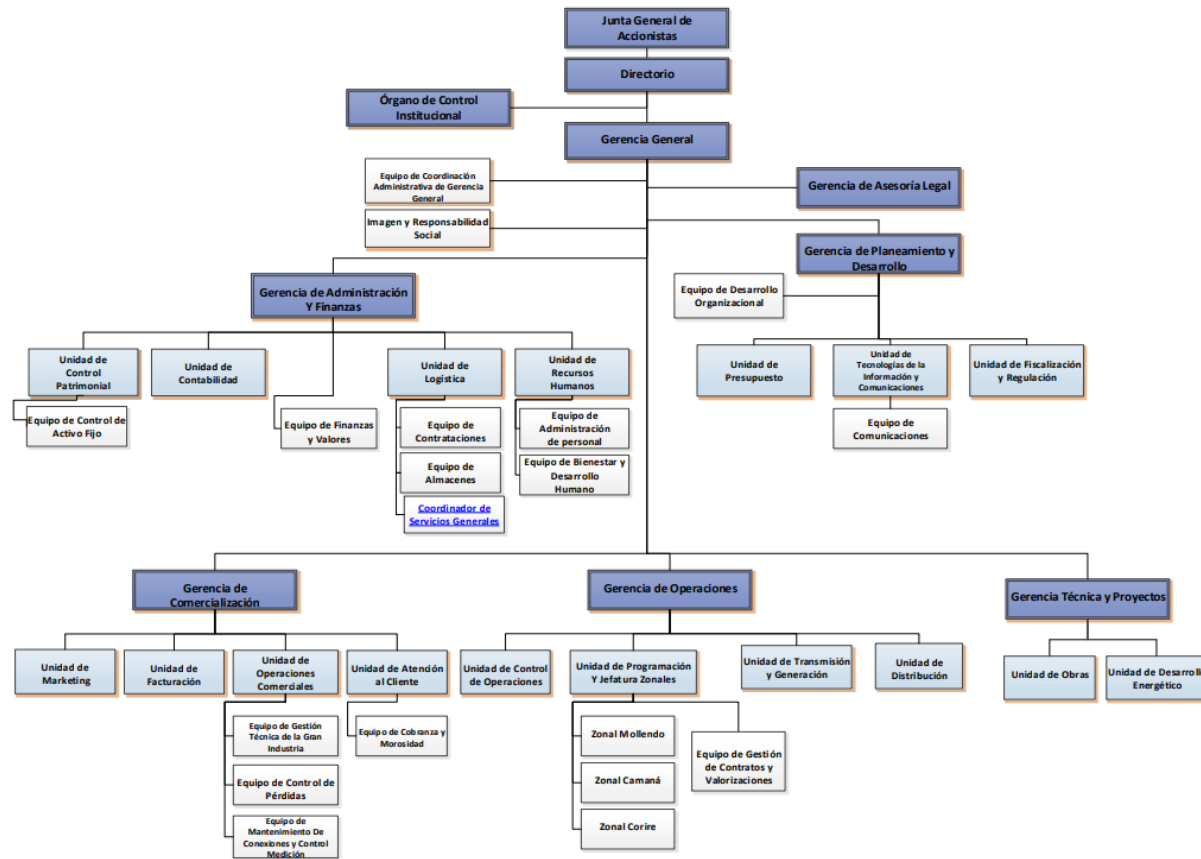 Junta General de
Accionistas
Directorio
Órgano de Control
Institucional
Gerencia General
Equipo de Coordinación
Administrativa de Gerencia
General
Gerencia de Asesoría Legal
Imagen y Responsabilidad
Social
Gerencia de Planeamiento y
Desarrollo
Gerencia de Administración
Y Finanzas
Equipo de Desarrollo
Organizacional
Unidad de
Control
Patrimonial
Unidad de
Contabilidad
Unidad de
Logística
Unidad de
Recursos
Humanos
Unidad de
Presupuesto
Unidad de
Tecnologías de la
Información y
Comunicaciones
Unidad de Fiscalización
y Regulación
Equipo de Control de
Activo Fijo
Equipo de Finanzas
y Valores
Equipo de
Contrataciones
Equipo de
Administración
de personal
Equipo de
Comunicaciones
Equipo de
Almacenes
Equipo de Bienestar y
Desarrollo
Humano
Coordinador de
Servicios Generales
Gerencia de
Comercialización
Gerencia de Operaciones
Gerencia Técnica y Proyectos
Unidad de
Marketing
Unidad de
Facturación
Unidad de
Operaciones
Comerciales
Unidad de Atención
al Cliente
Unidad de Control
de Operaciones
Unidad de Programación
Y Jefatura Zonales
Unidad de Transmisión
y Generación
Unidad de
Distribución
Unidad de Obras
Unidad de Desarroll
Energético
Equipo de Gestión
Técnica de la Gran
Industria
Equipo de Cobranza y
Morosidad
Zonal Mollendo
Equipo de Gestión
de Contratos y
Valorizaciones
Equipo de Control de
Pérdidas
Zonal Camaná
Equipo de
Mantenimiento De
Conexiones y Control
Medición
Zonal Corire